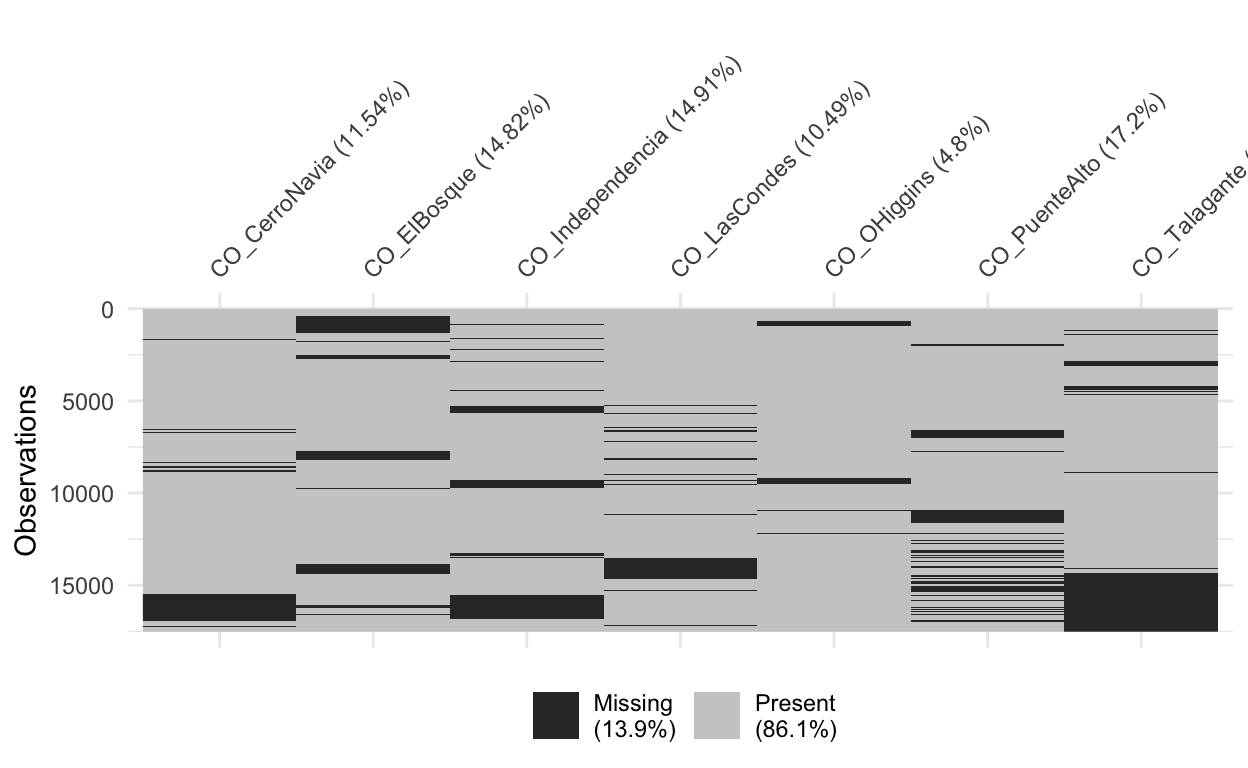 CO_CerroNavia (11.54%)
CO_ElBosque (14.82%)
CO_Independencia (14.91%)
CO_LasCondes (10.49%)
CO_OHiggins (4.8%)
CO_PuenteAlto (17.2%)
CO_Talagante (
0
5000
10000
15000
Observations
Missing
(13.9%)
Present
(86.1%)